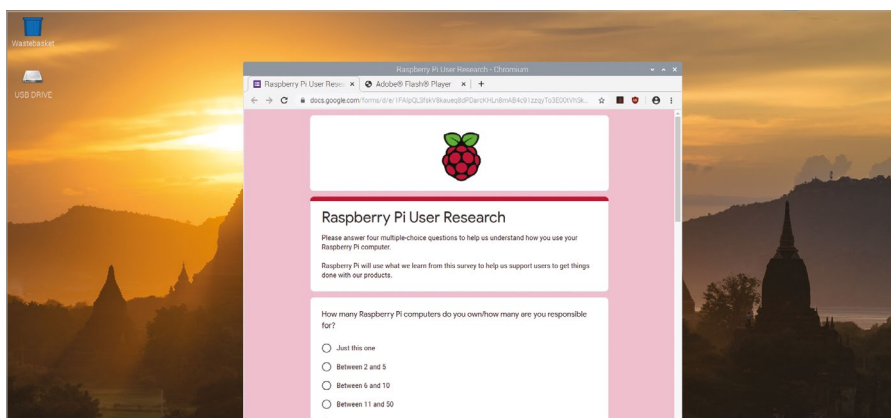 Wastebasket
USB DRIVE
Raspberry Pi User Research - Chromium
Raspberry Pi User Resea
Adobe® Flash® Player
docs.google.com/forms/d/e/
Raspberry Pi User Research
Please answer four multiple-choice questions to help us understand how you use your
Raspberry Pi computer.
Raspberry Pi will use what we learn from this survey to help us support users to get things
done with our products.
How many Raspberry Pi computers do you own/how many are you responsible
for?
Just this one
Between 2 and 5
Between 6 and 10
Between 11 and 50